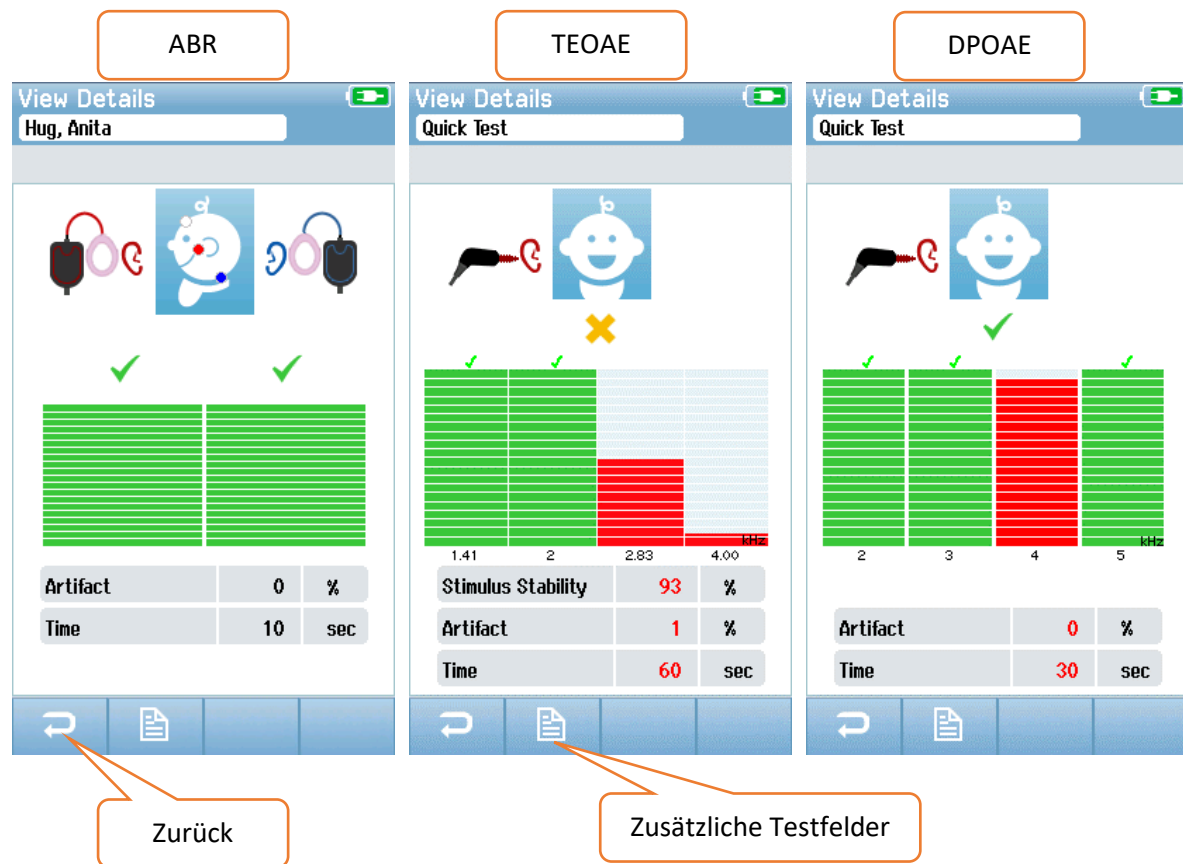 ABR
TEOAE
DPOAE
View Details
Hug, Anita
Artifact 0 %
Time 10 sec
View Details
Quick Test
kHz
1.41 2 2.83 4.00
Stimulus Stability 93 %
Artifact 1 %
Time 60 sec
View Details
Quick Test
kHz
2 3 4 5
Artifact 0 %
Time 30 sec
Zurück
Zusätzliche Testfelder